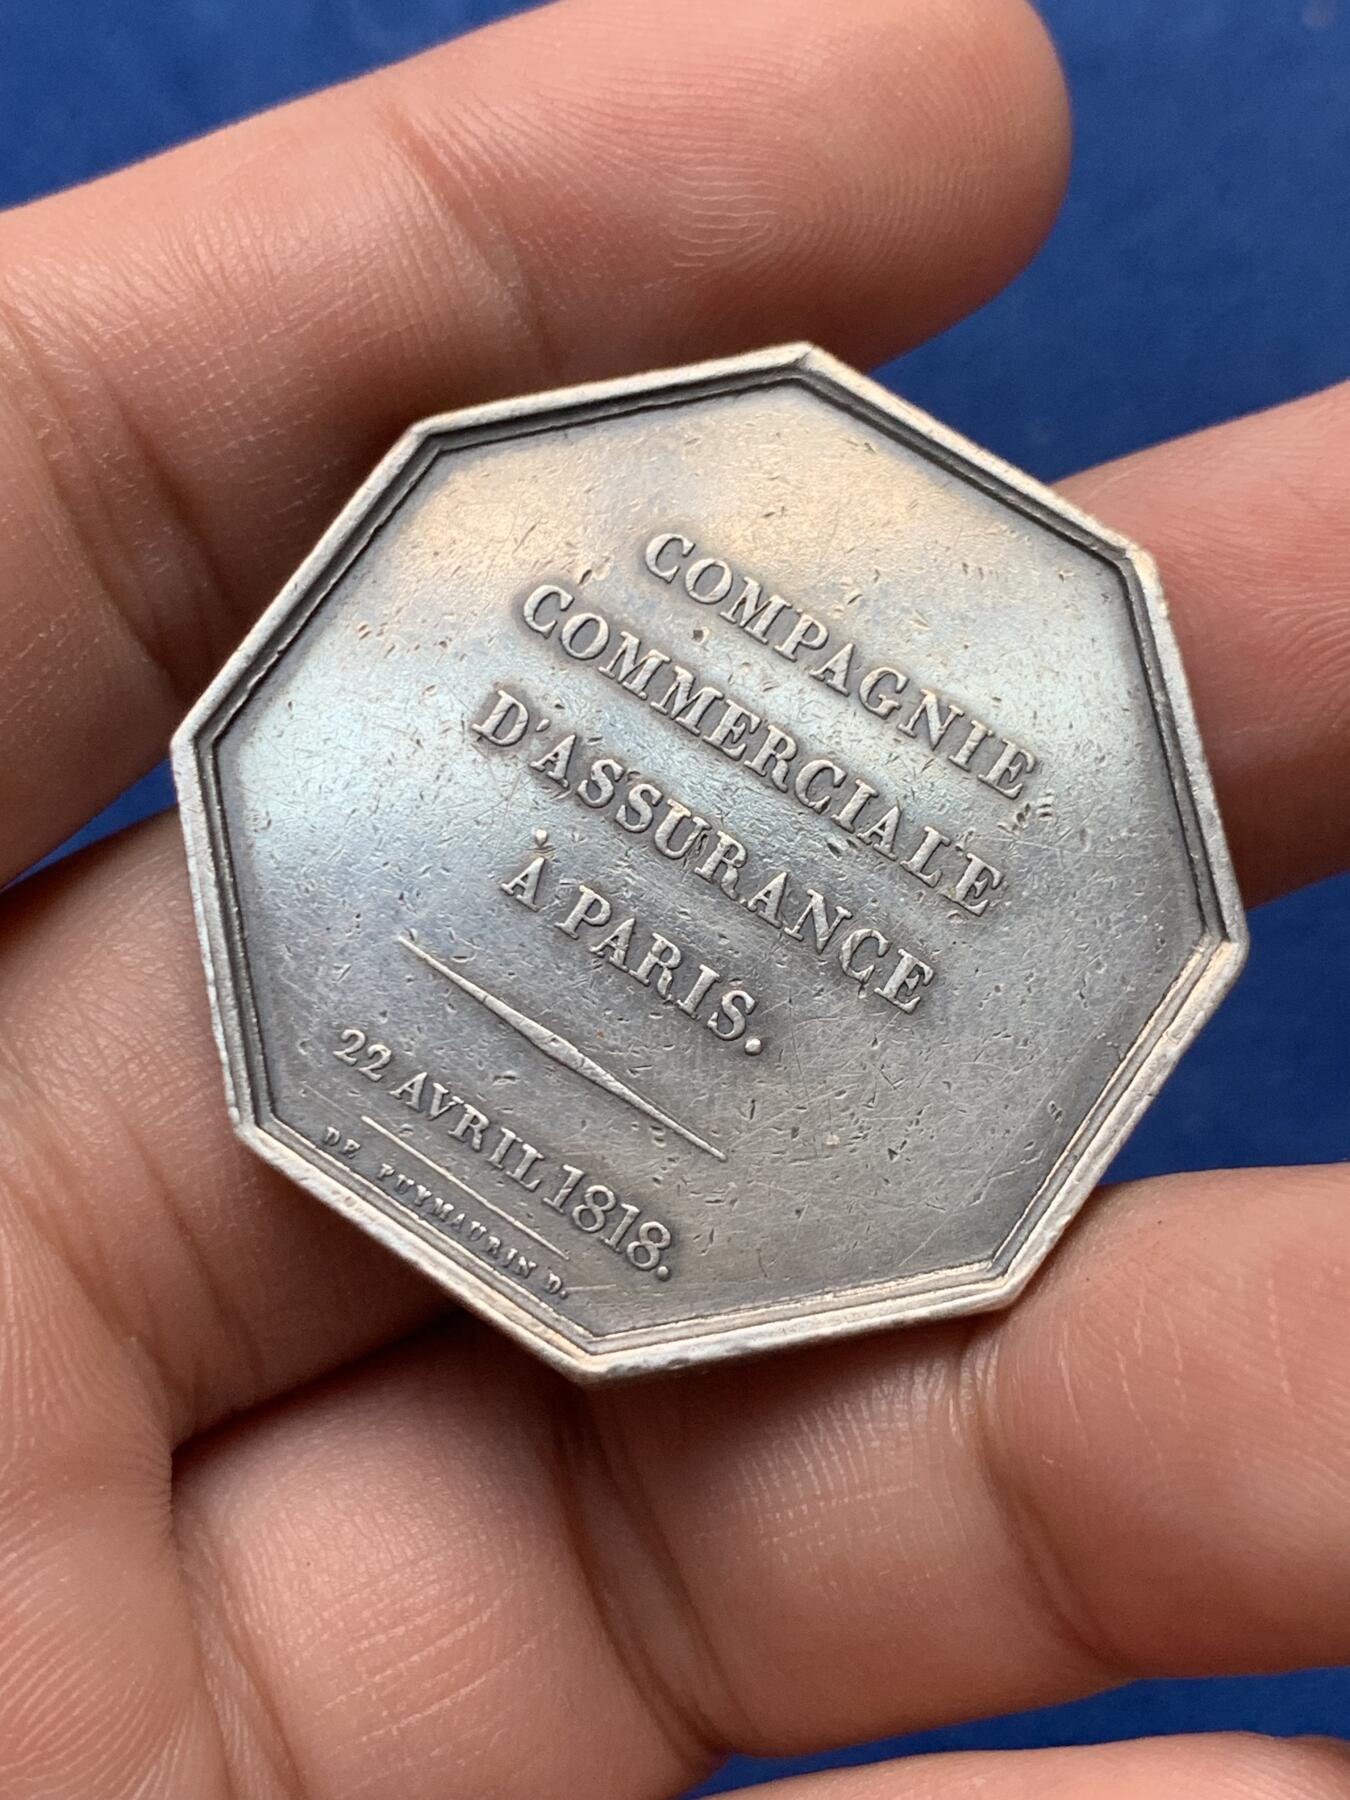 COMPAGNIE
COMMERCIALE
D'ASSURANCE
À PARIS.
22 AVRIL 1818.
DE PUYMAURIN D.